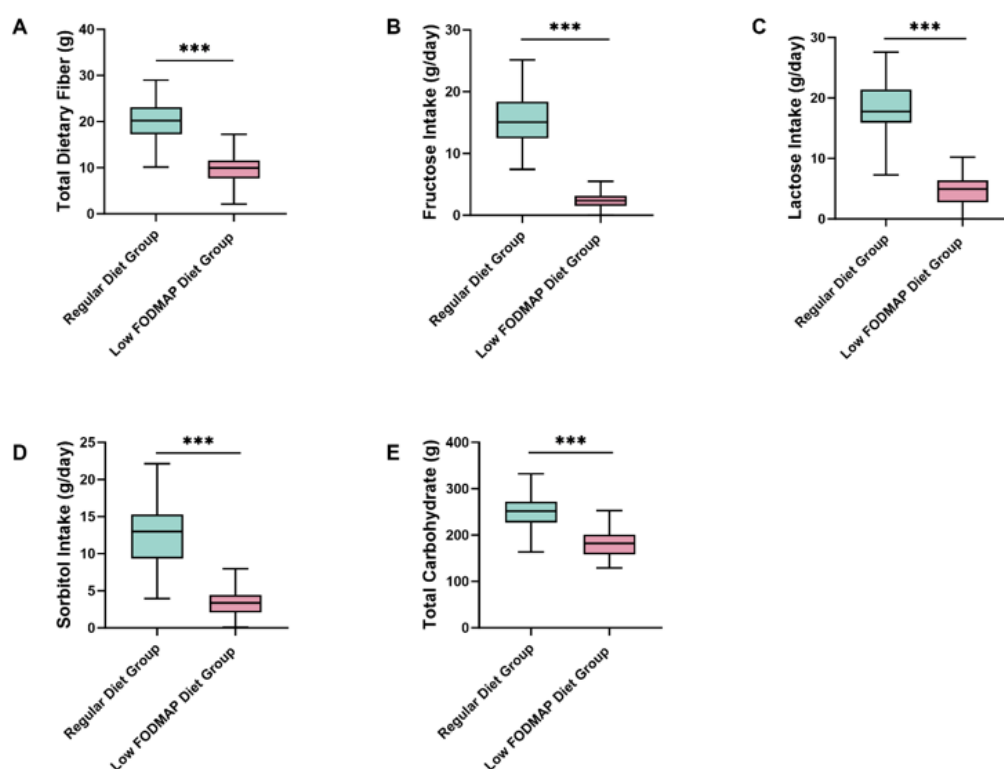 A
Total Dietary Fiber (g)
40
30
20
10
0
***
Regular Diet Group
Low FODMAP Diet Group
B
Fructose Intake (g/day)
30
20
10
0
***
Regular Diet Group
Low FODMAP Diet Group
C
Lactose Intake (g/day)
30
20
10
0
***
Regular Diet Group
Low FODMAP Diet Group
D
Sorbitol Intake (g/day)
25
20
15
10
5
0
***
Regular Diet Group
Low FODMAP Diet Group
E
Total Carbohydrate (g)
400
300
200
100
0
***
Regular Diet Group
Low FODMAP Diet Group